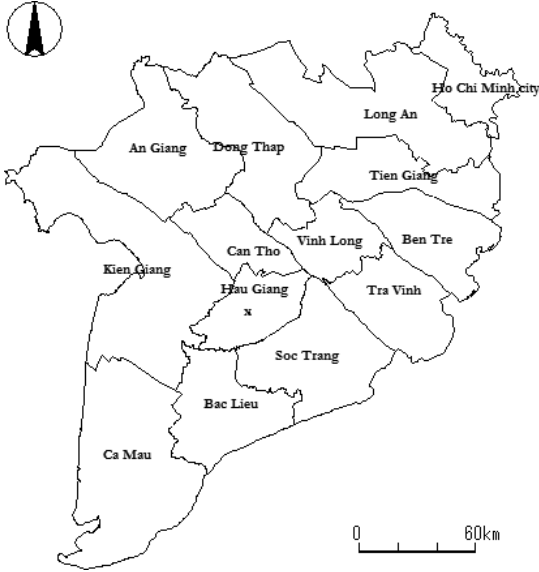 Ho Chi Minh city
Long An
An Giang
Dong Thap
Tien Giang
Vinh Long
Ben Tre
Can Tho
Kien Giang
Hau Giang
x
Tra Vinh
Soc Trang
Bac Lieu
Ca Mau
0 60km